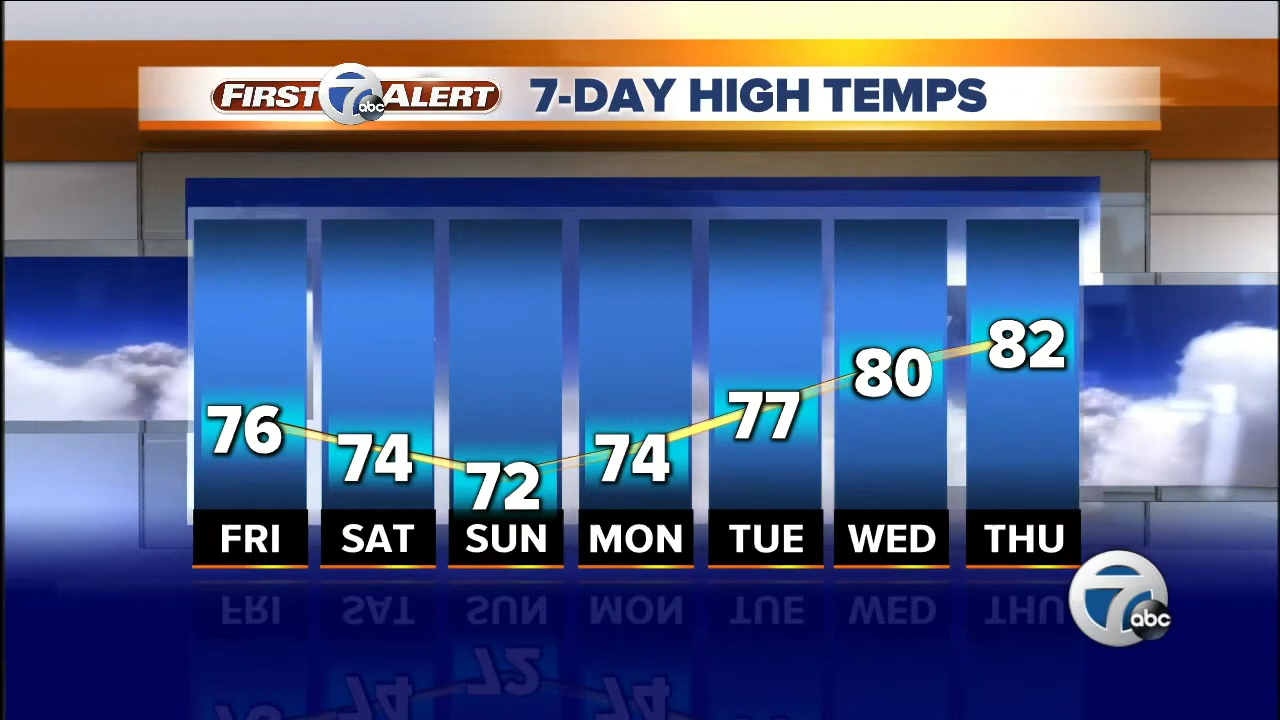 FIRST 7 abc ALERT 7-DAY HIGH TEMPS
76 74 72 74 77 80 82
FRI SAT SUN MON TUE WED THU
7 abc